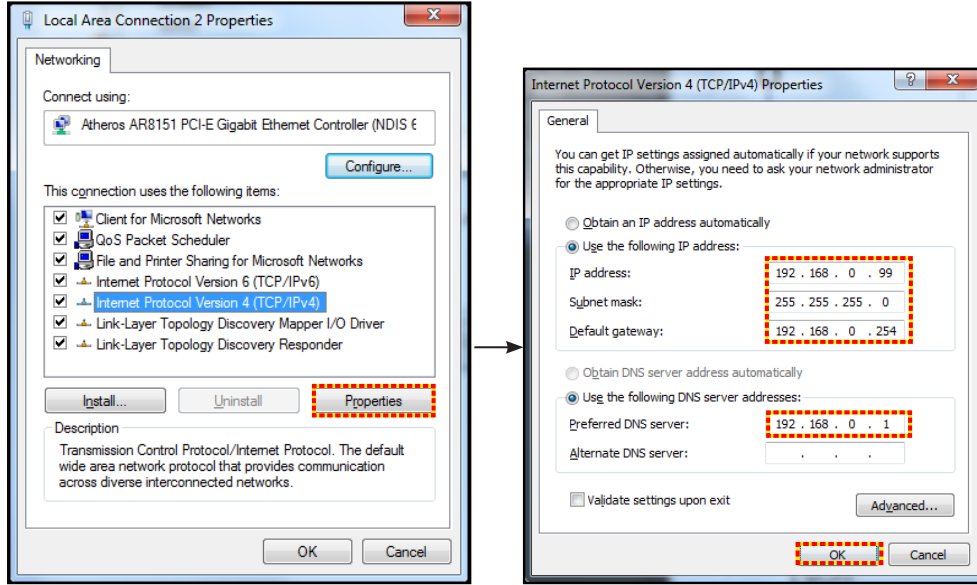 Local Area Connection 2 Properties
Networking
Connect using:
Atheros AR8151 PCI-E Gigabit Ethernet Controller (NDIS 6
Configure...
This connection uses the following items:
Client for Microsoft Networks
QoS Packet Scheduler
File and Printer Sharing for Microsoft Networks
Internet Protocol Version 6 (TCP/IPv6)
Internet Protocol Version 4 (TCP/IPv4)
Link-Layer Topology Discovery Mapper I/O Driver
Link-Layer Topology Discovery Responder
Install...
Uninstall
Properties
Description
Transmission Control Protocol/Internet Protocol. The default
wide area network protocol that provides communication
across diverse interconnected networks.
OK
Cancel
Internet Protocol Version 4 (TCP/IPv4) Properties
General
You can get IP settings assigned automatically if your network supports
this capability. Otherwise, you need to ask your network administrator
for the appropriate IP settings.
Obtain an IP address automatically
Use the following IP address:
IP address: 192 . 168 . 0 . 99
Subnet mask: 255 . 255 . 255 . 0
Default gateway: 192 . 168 . 0 . 254
Obtain DNS server address automatically
Use the following DNS server addresses:
Preferred DNS server: 192 . 168 . 0 . 1
Alternate DNS server: . . .
Validate settings upon exit
Advanced...
OK
Cancel